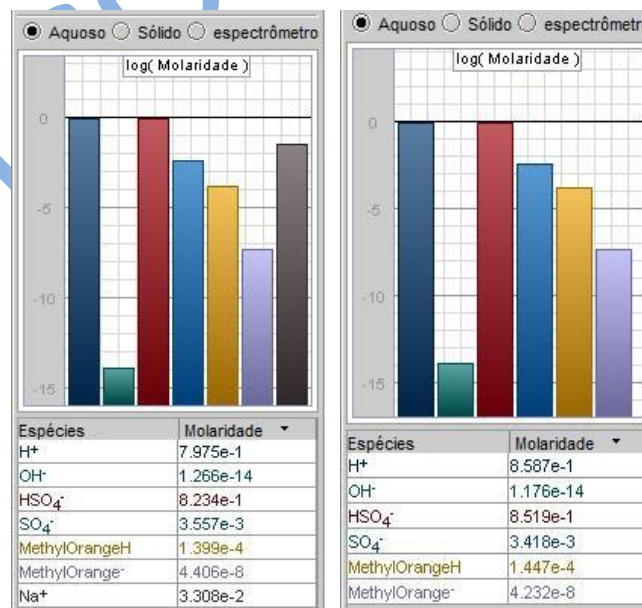 Aquoso Sólido espectrômetro
log( Molaridade )
0
-5
-10
-15
Espécies Molaridade
H+ 7.975e-1
OH- 1.266e-14
HSO4- 8.234e-1
SO4- 3.557e-3
MethylOrangeH 1.399e-4
MethylOrange- 4.406e-8
Na+ 3.308e-2
Aquoso Sólido espectrômetr
log( Molaridade )
0
-5
-10
-15
Espécies Molaridade
H+ 8.587e-1
OH- 1.176e-14
HSO4- 8.519e-1
SO4- 3.418e-3
MethylOrangeH 1.447e-4
MethylOrange- 4.232e-8